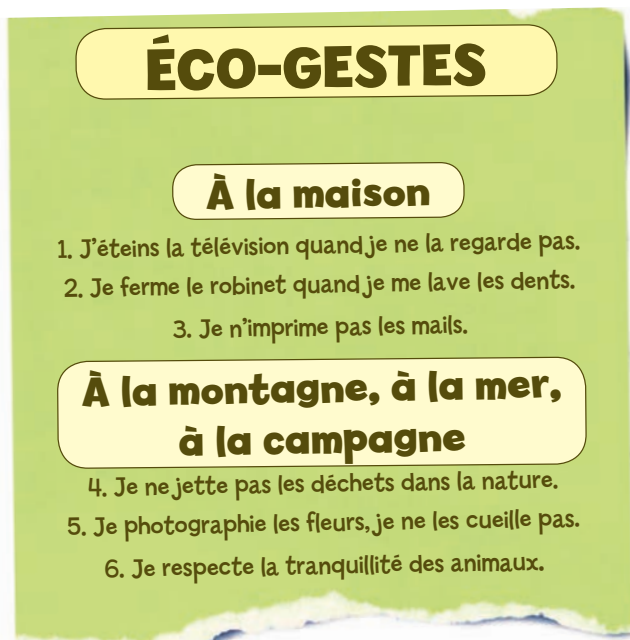 ÉCO-GESTES
À la maison
1. J'éteins la télévision quand je ne la regarde pas.
2. Je ferme le robinet quand je me lave les dents.
3. Je n'imprime pas les mails.
À la montagne, à la mer,
à la campagne
4. Je ne jette pas les déchets dans la nature.
5. Je photographie les fleurs, je ne les cueille pas.
6. Je respecte la tranquillité des animaux.